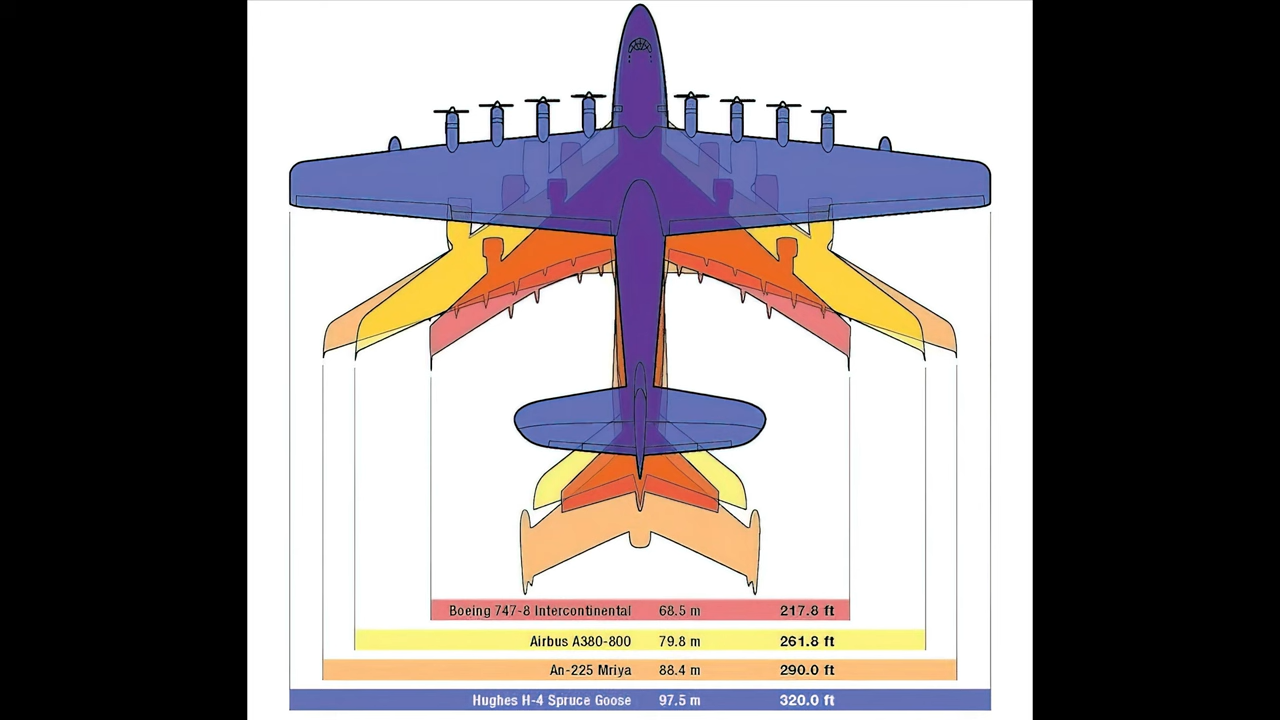 Boeing 747-8 Intercontinental 68.5 m 217.8 ft
Airbus A380-800 79.8 m 261.8 ft
An-225 Mriya 88.4 m 290.0 ft
Hughes H-4 Spruce Goose 97.5 m 320.0 ft